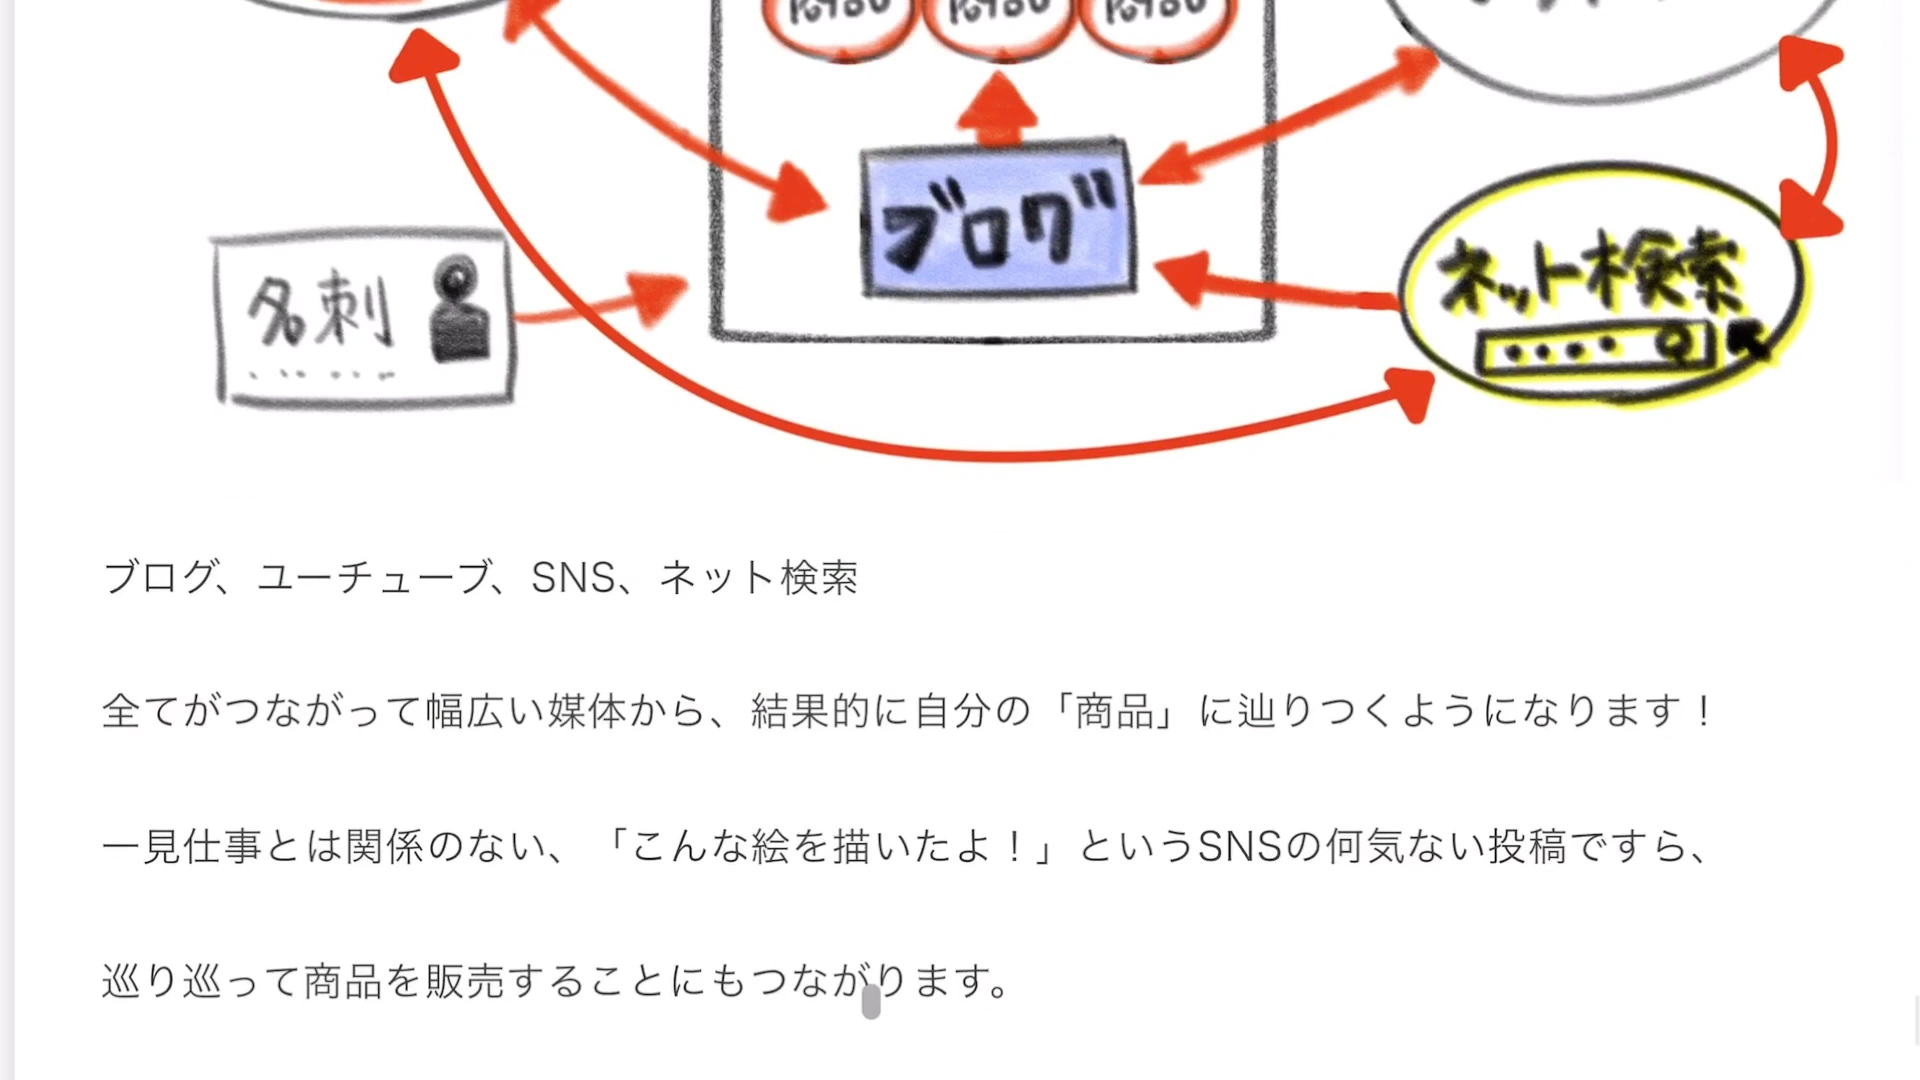 ブログ
名刺
ネット検索
ブログ、ユーチューブ、SNS、ネット検索
全てがつながって幅広い媒体から、結果的に自分の「商品」に辿りつくようになります！
一見仕事とは関係のない、「こんな絵を描いたよ！」というSNSの何気ない投稿ですら、
巡り巡って商品を販売することにもつながります。